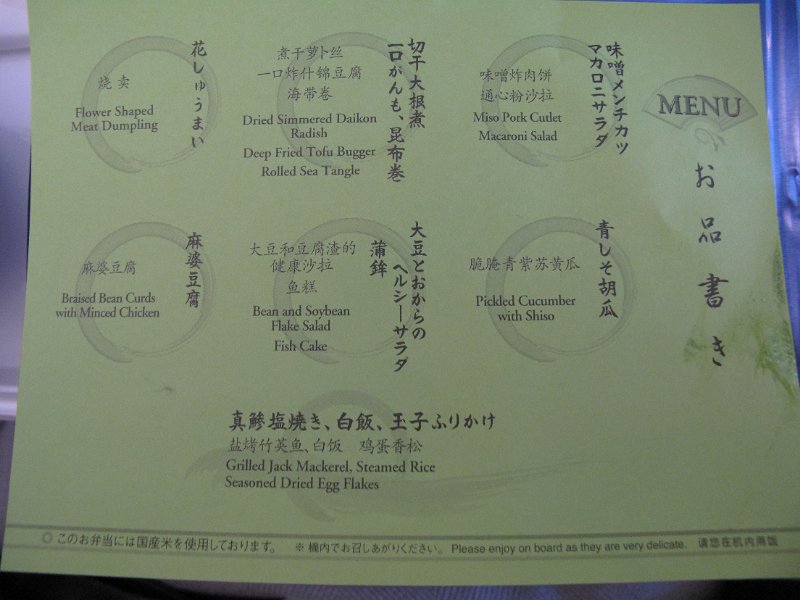 MENU
お品書き
味噌メンチカツ
マカロニサラダ
味噌炸肉饼
通心粉沙拉
Miso Pork Cutlet
Macaroni Salad
切干大根煮
一口がんも、昆布巻
煮干萝卜丝
一口炸什锦豆腐
海带卷
Dried Simmered Daikon
Radish
Deep Fried Tofu Bugger
Rolled Sea Tangle
花しゅうまい
烧卖
Flower Shaped
Meat Dumpling
青しそ胡瓜
脆腌青紫苏黄瓜
Pickled Cucumber
with Shiso
大豆とおからの
ヘルシーサラダ
蒲鉾
大豆和豆腐渣的
健康沙拉
鱼糕
Bean and Soybean
Flake Salad
Fish Cake
麻婆豆腐
麻婆豆腐
Braised Bean Curds
with Minced Chicken
真鯵塩焼き、白飯、玉子ふりかけ
盐烤竹荚鱼、白饭 鸡蛋香松
Grilled Jack Mackerel, Steamed Rice
Seasoned Dried Egg Flakes
◎このお弁当には国産米を使用しております。 ※機内でお召しあがりください。 Please enjoy on board as they are very delicate. 请您在机内用饭